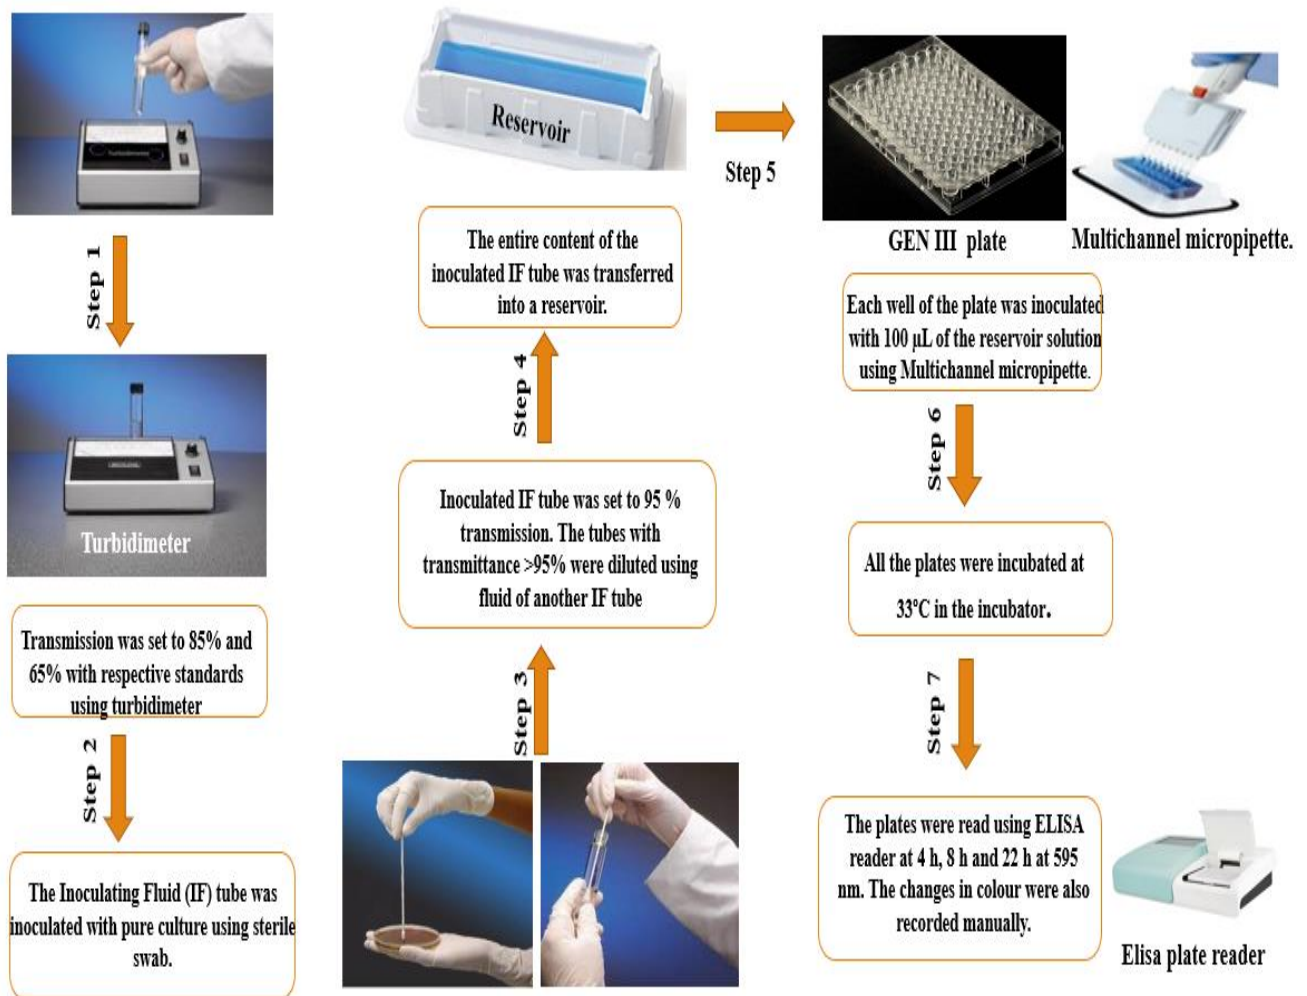 Turbidimeter
Step 1
Turbidimeter
Transmission was set to 85% and
65% with respective standards
using turbidimeter
Step 2
The Inoculating Fluid (IF) tube was
inoculated with pure culture using sterile
swab.
Step 3
Inoculated IF tube was set to 95 %
transmission. The tubes with
transmittance >95% were diluted using
fluid of another IF tube
Step 4
The entire content of the
inoculated IF tube was transferred
into a reservoir.
Reservoir
Step 5
GEN III plate
Multichannel micropipette.
Each well of the plate was inoculated
with 100 µL of the reservoir solution
using Multichannel micropipette.
Step 6
All the plates were incubated at
33°C in the incubator.
Step 7
The plates were read using ELISA
reader at 4 h, 8 h and 22 h at 595
nm. The changes in colour were also
recorded manually.
Elisa plate reader